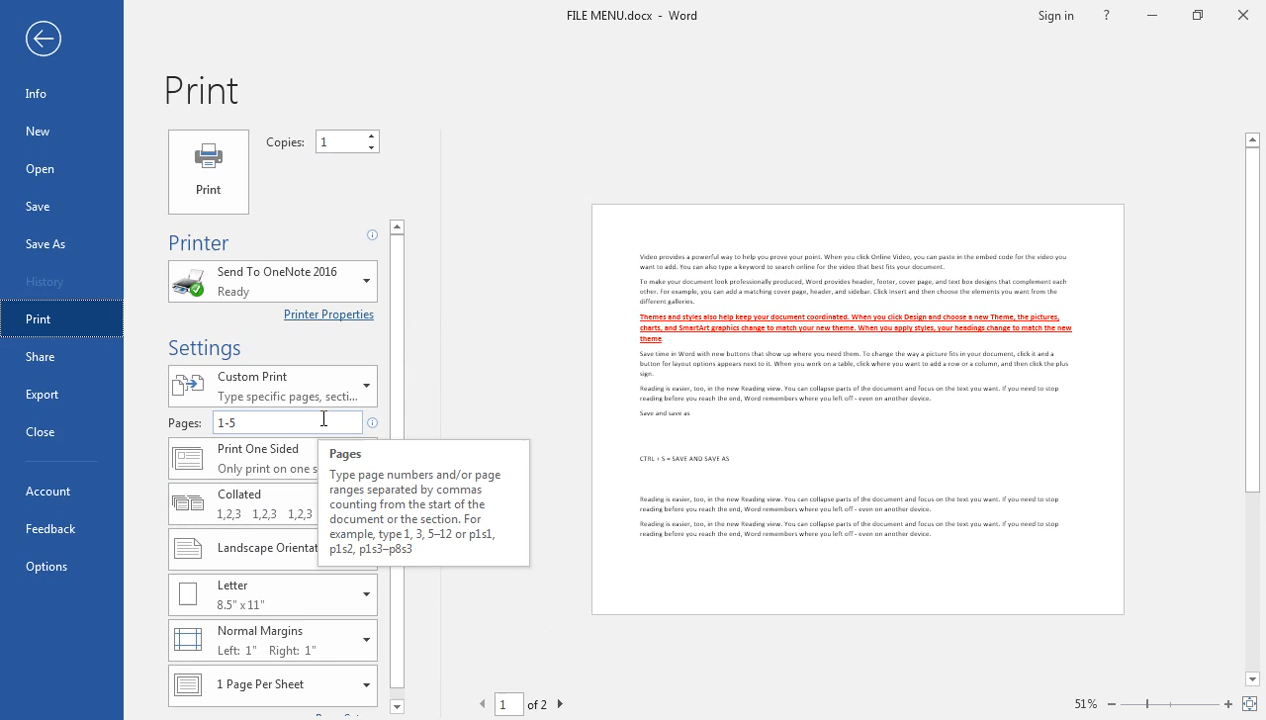 FILE MENU.docx - Word
Sign in
?
Info
New
Open
Save
Save As
History
Print
Share
Export
Close
Account
Feedback
Options
Print
Print
Copies: 1
Printer
Send To OneNote 2016
Ready
Printer Properties
Settings
Custom Print
Type specific pages, secti...
Pages: 1-5
Print One Sided
Only print on one s
Collated
1,2,3 1,2,3 1,2,3
Landscape Orientat
Letter
8.5" x 11"
Normal Margins
Left: 1" Right: 1"
1 Page Per Sheet
Pages
Type page numbers and/or page
ranges separated by commas
counting from the start of the
document or the section. For
example, type 1, 3, 5–12 or p1s1,
p1s2, p1s3–p8s3
Video provides a powerful way to help you prove your point. When you click Online Video, you can paste in the embed code for the video you
want to add. You can also type a keyword to search online for the video that best fits your document.
To make your document look professionally produced, Word provides header, footer, cover page, and text box designs that complement each
other. For example, you can add a matching cover page, header, and sidebar. Click Insert and then choose the elements you want from the
different galleries.
Themes and styles also help keep your document coordinated. When you click Design and choose a new Theme, the pictures,
charts, and SmartArt graphics change to match your new theme. When you apply styles, your headings change to match the new
theme.
Save time in Word with new buttons that show up where you need them. To change the way a picture fits in your document, click it and a
button for layout options appears next to it. When you work on a table, click where you want to add a row or a column, and then click the plus
sign.
Reading is easier, too, in the new Reading view. You can collapse parts of the document and focus on the text you want. If you need to stop
reading before you reach the end, Word remembers where you left off - even on another device.
Save and save as
CTRL + S = SAVE AND SAVE AS
Reading is easier, too, in the new Reading view. You can collapse parts of the document and focus on the text you want. If you need to stop
reading before you reach the end, Word remembers where you left off - even on another device.
Reading is easier, too, in the new Reading view. You can collapse parts of the document and focus on the text you want. If you need to stop
reading before you reach the end, Word remembers where you left off - even on another device.
1 of 2
51%